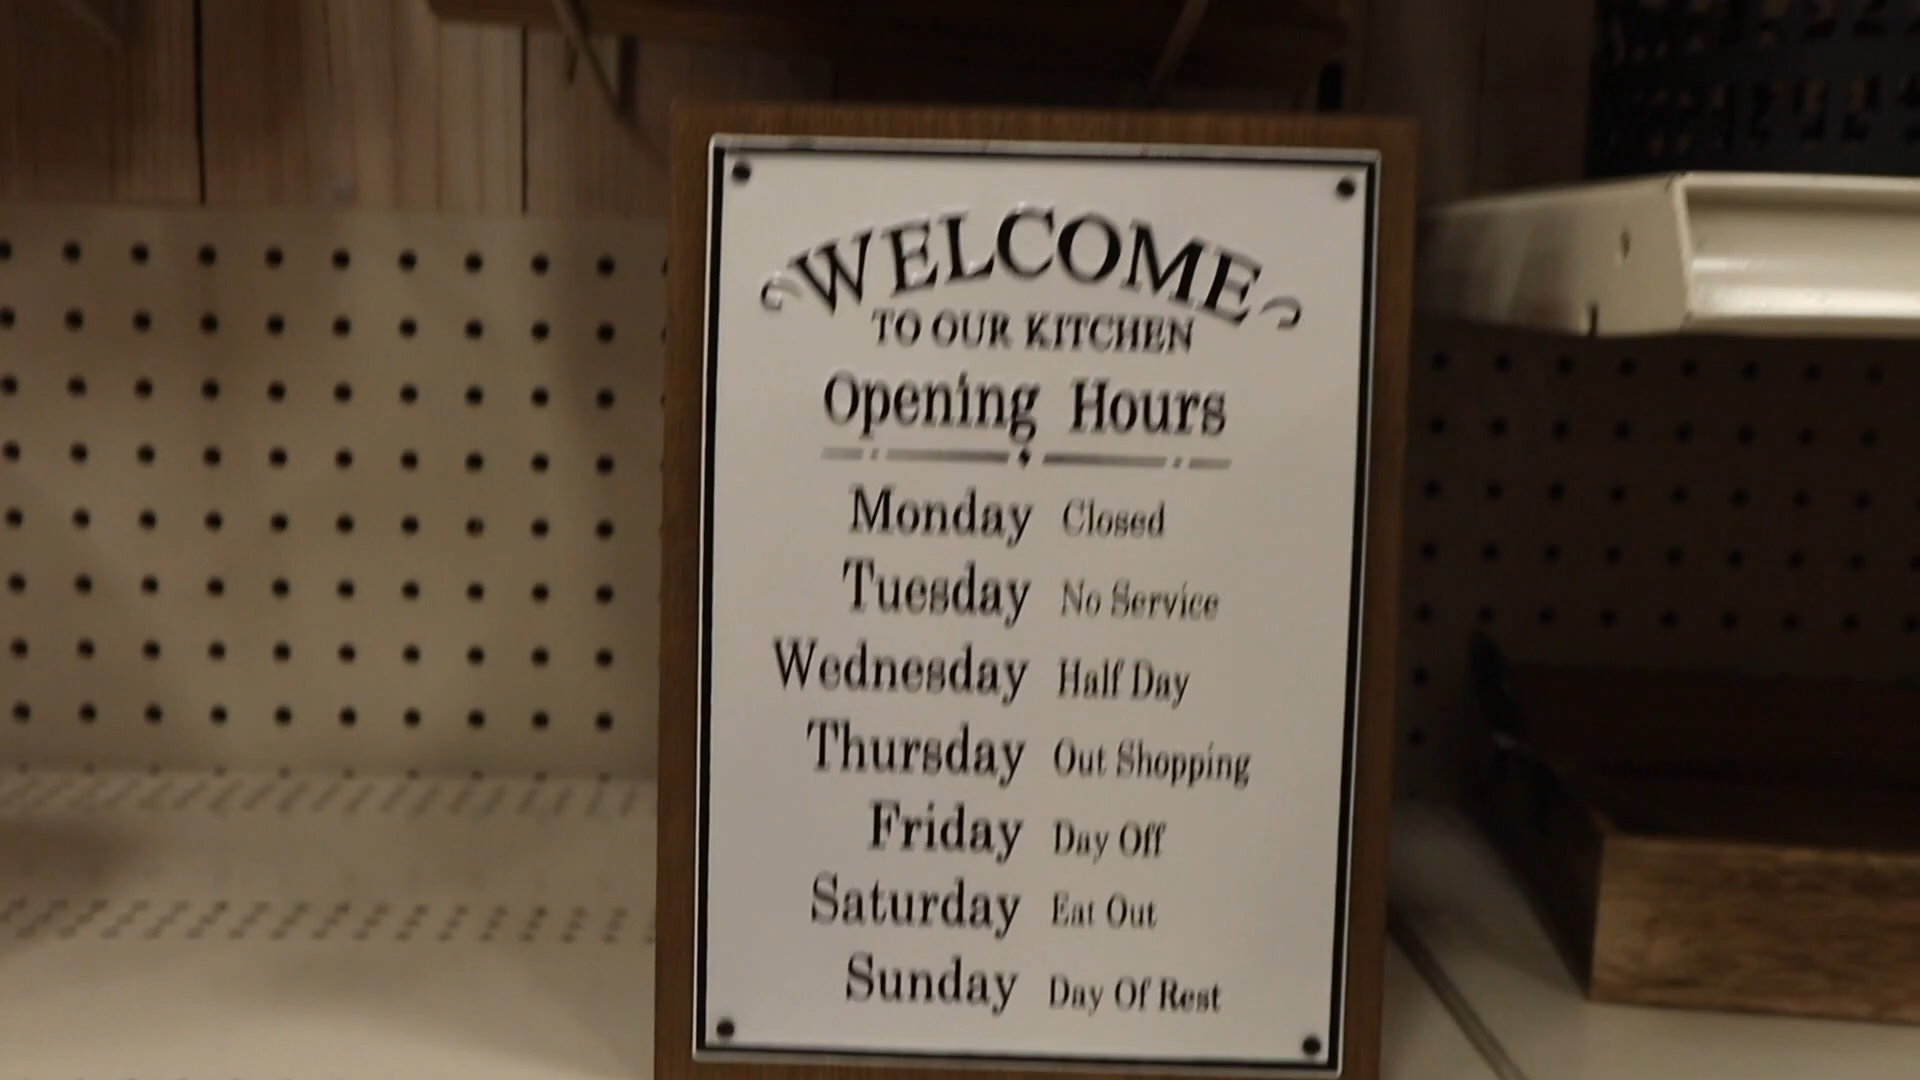 WELCOME
TO OUR KITCHEN
Opening Hours
Monday Closed
Tuesday No Service
Wednesday Half Day
Thursday Out Shopping
Friday Day Off
Saturday Eat Out
Sunday Day Of Rest